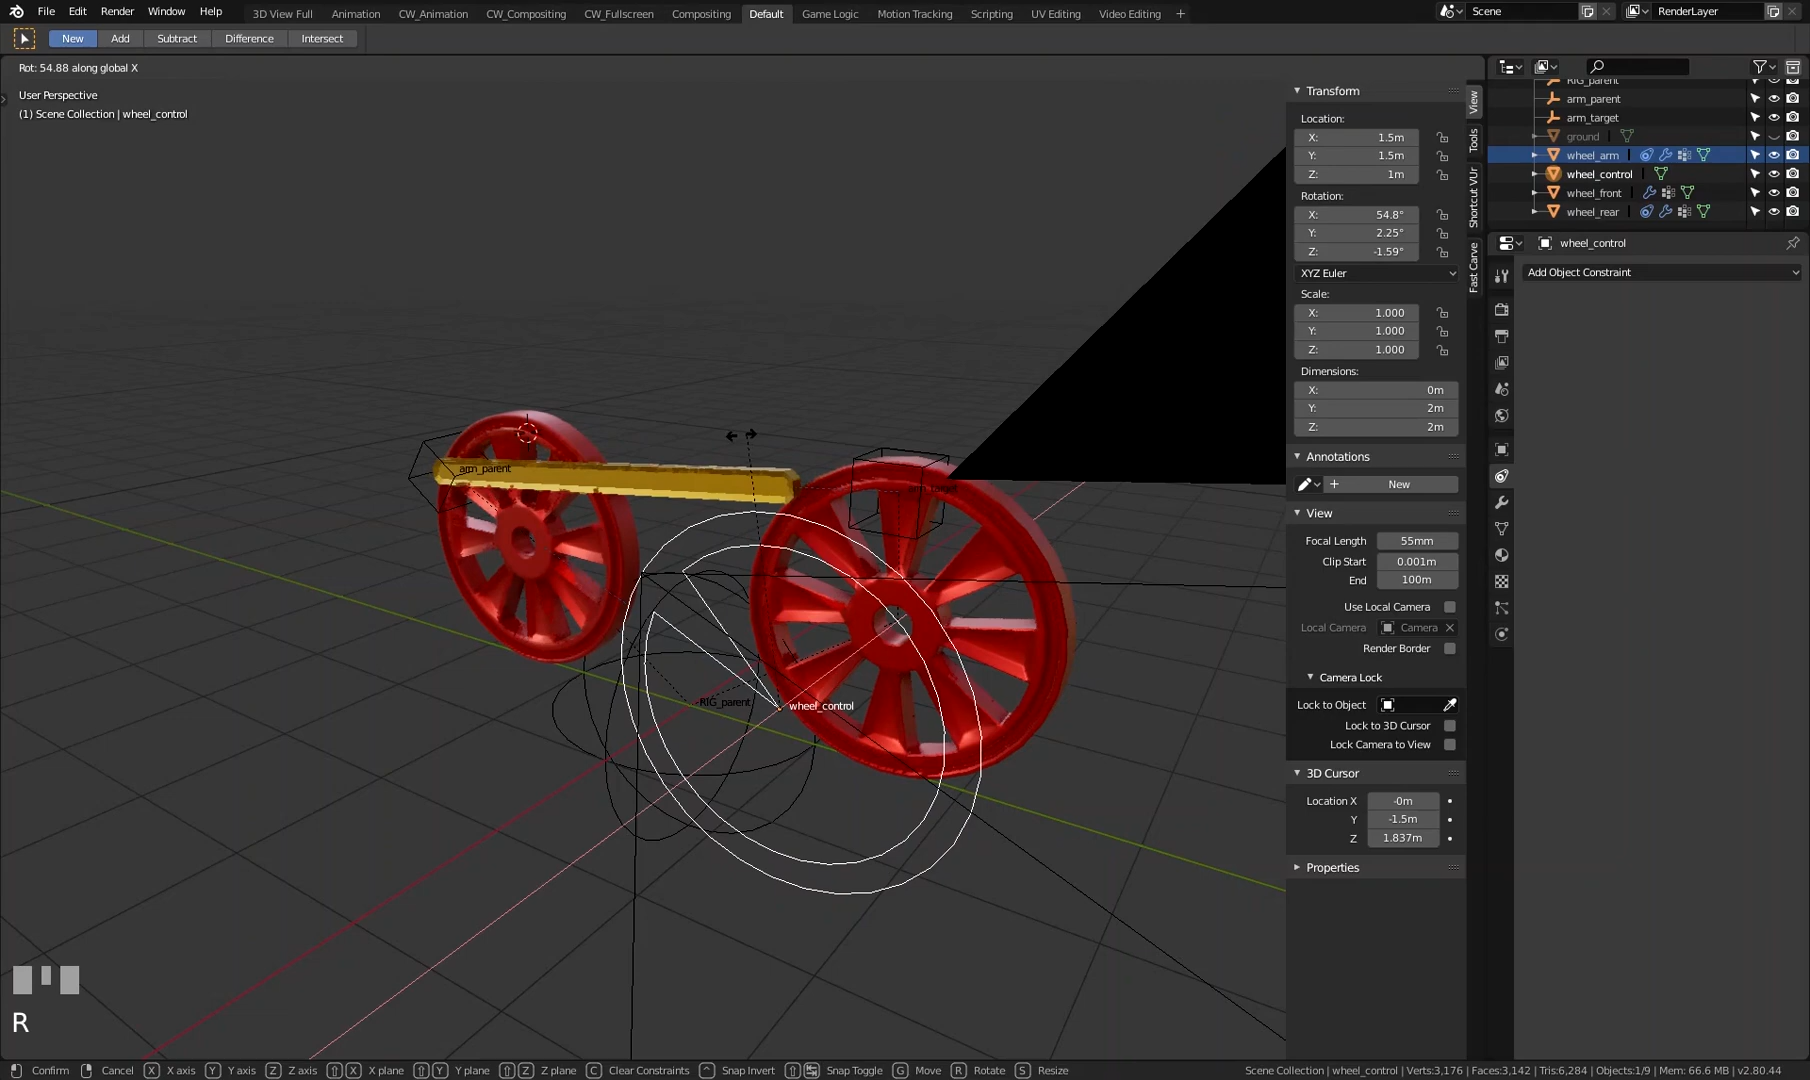 File Edit Render Window Help
3D View Full Animation CW_Animation CW_Compositing CW_Fullscreen Compositing Default Game Logic Motion Tracking Scripting UV Editing Video Editing +
Scene RenderLayer
New Add Subtract Difference Intersect
Rot: 54.88 along global X
User Perspective
(1) Scene Collection | wheel_control
RIG_parent
arm_parent
arm_target
ground
wheel_arm
wheel_control
wheel_front
wheel_rear
wheel_control
Add Object Constraint
Transform
Location:
X: 1.5m
Y: 1.5m
Z: 1m
Rotation:
X: 54.8°
Y: 2.25°
Z: -1.59°
XYZ Euler
Scale:
X: 1.000
Y: 1.000
Z: 1.000
Dimensions:
X: 0m
Y: 2m
Z: 2m
Annotations
+ New
View
Focal Length 55mm
Clip Start 0.001m
End 100m
Use Local Camera
Local Camera Camera
Render Border
Camera Lock
Lock to Object
Lock to 3D Cursor
Lock Camera to View
3D Cursor
Location X -0m
Y -1.5m
Z 1.837m
Properties
View
Tools
Shortcut VUr
Fast Carve
arm_parent
RIG_parent
wheel_control
R
Confirm Cancel X X axis Y Y axis Z Z axis X X plane Y Y plane Z Z plane C Clear Constraints Snap Invert Snap Toggle G Move R Rotate S Resize
Scene Collection | wheel_control | Verts:3,176 | Faces:3,142 | Tris:6,284 | Objects:1/9 | Mem: 66.6 MB | v2.80.44